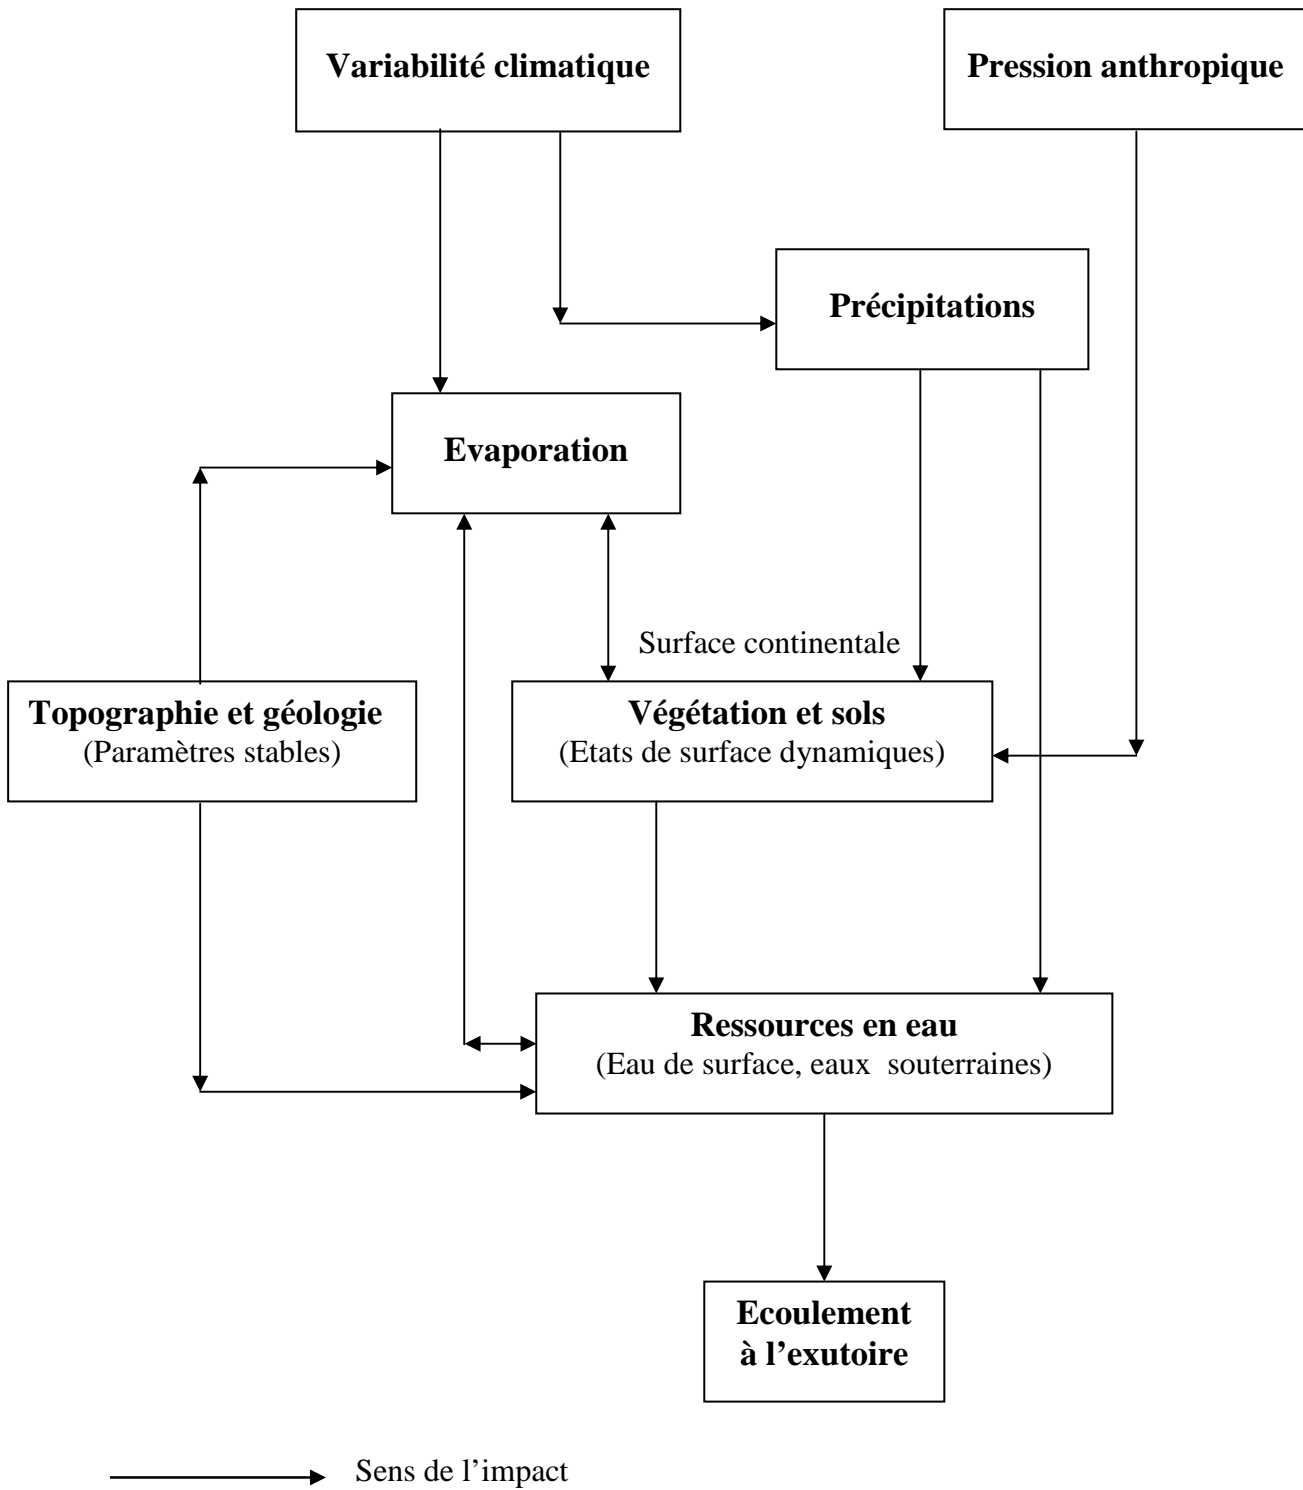 Variabilité climatique
Pression anthropique
Précipitations
Evaporation
Surface continentale
Topographie et géologie
(Paramètres stables)
Végétation et sols
(Etats de surface dynamiques)
Ressources en eau
(Eau de surface, eaux  souterraines)
Ecoulement
à l’exutoire
Sens de l’impact